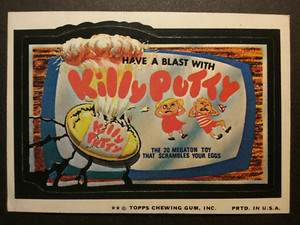 HAVE A BLAST WITH
Killy PUTTY
Killy
PUTTY
THE 20 MEGATON TOY
THAT SCRAMBLES YOUR EGGS
**© TOPPS CHEWING GUM, INC. PRTD. IN U.S.A.